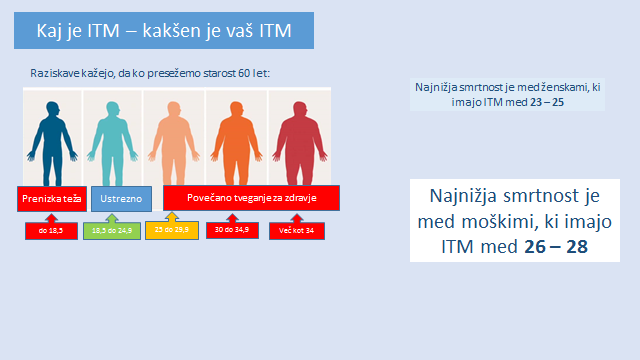 Kaj je ITM – kakšen je vaš ITM
Raziskave kažejo, da ko presežemo starost 60 let:
Prenizka teža
Ustrezno
Povečano tveganje za zdravje
do 18,5
18,5 do 24,9
25 do 29,9
30 do 34,9
Več kot 34
Najnižja smrtnost je med ženskami, ki
imajo ITM med 23 – 25
Najnižja smrtnost je
med moškimi, ki imajo
ITM med 26 – 28